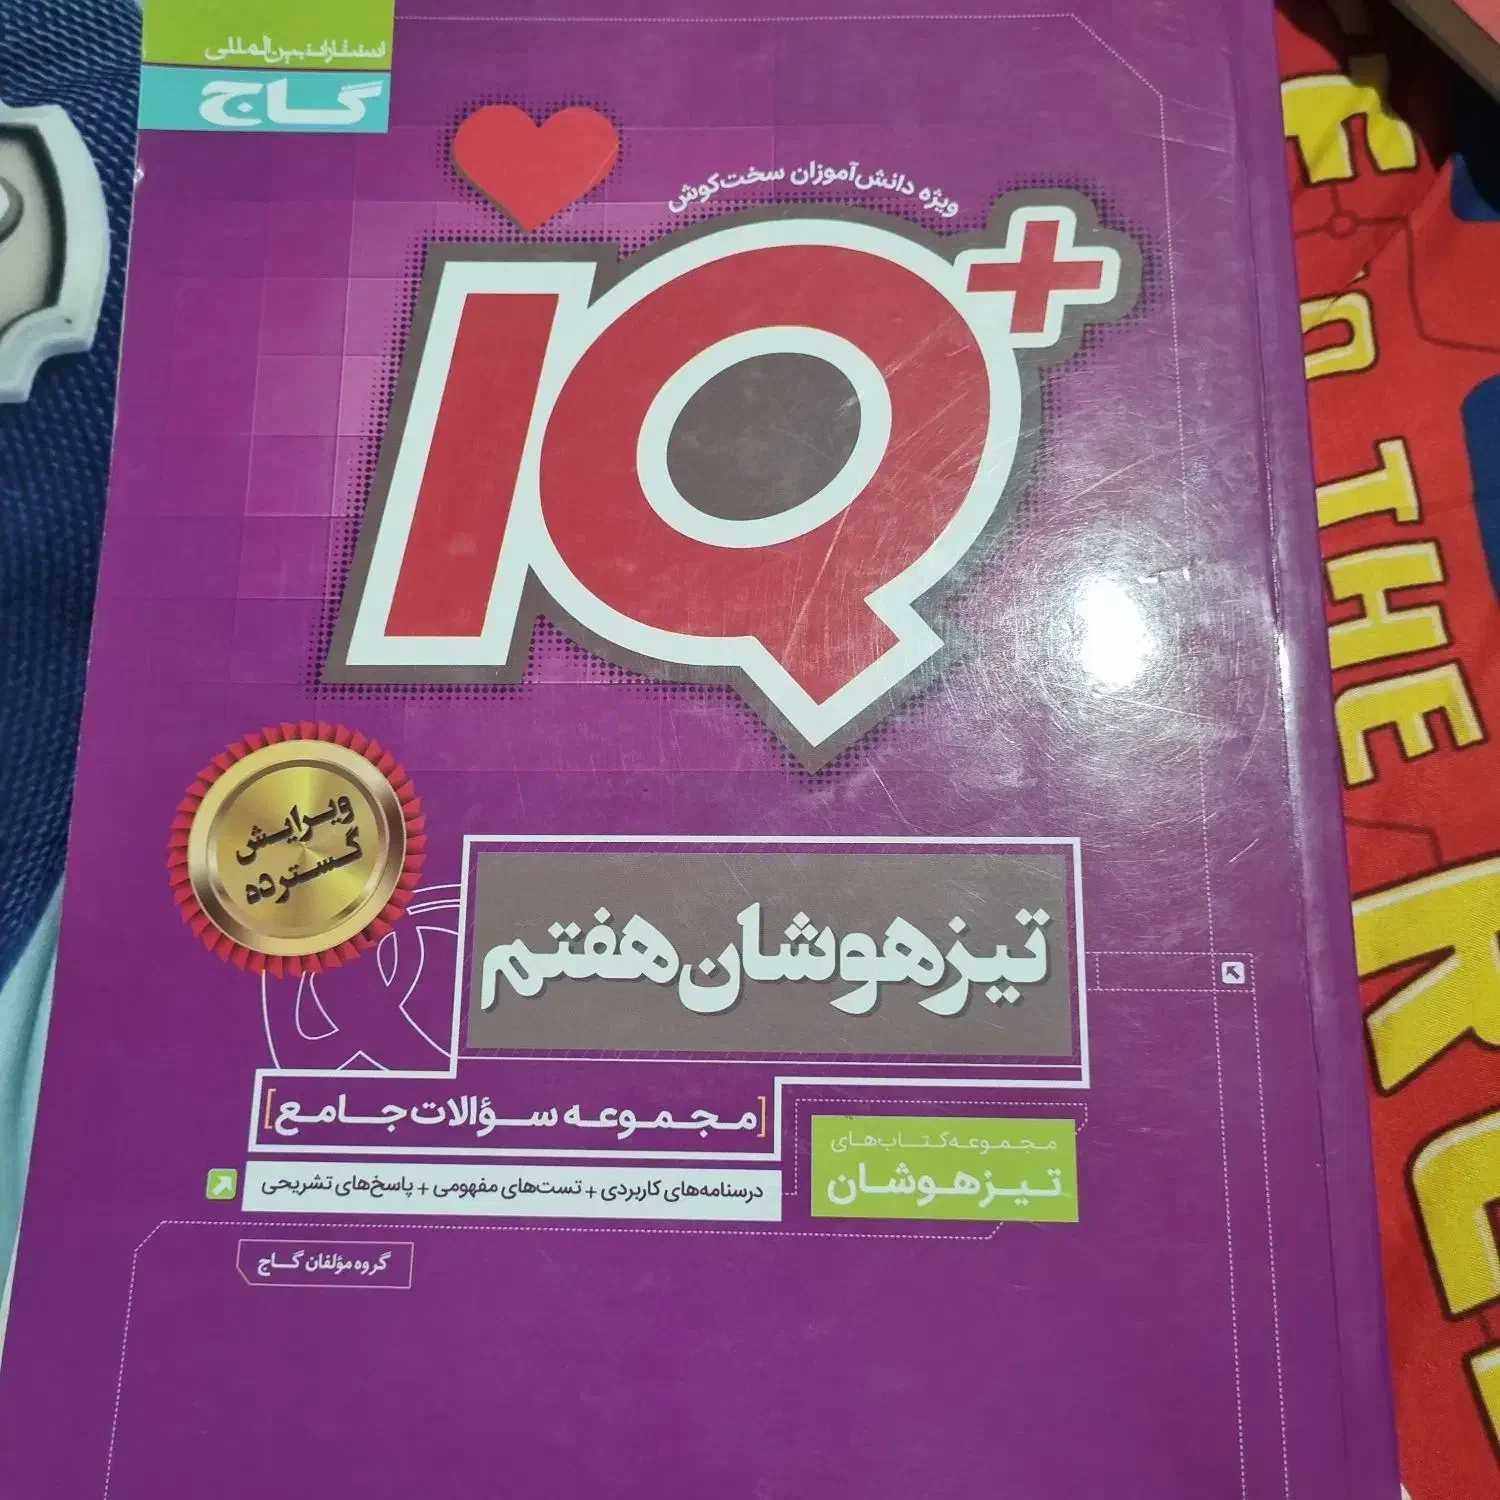 انتشارات بین‌المللی
گاج
ویژه دانش‌آموزان سخت‌کوش
IQ+
ویرایش
گسترده
تیزهوشان هفتم
[مجموعه سؤالات جامع]
درسنامه‌های کاربردی + تست‌های مفهومی + پاسخ‌های تشریحی
مجموعه کتاب‌های
تیزهوشان
گروه مؤلفان گاج
THE